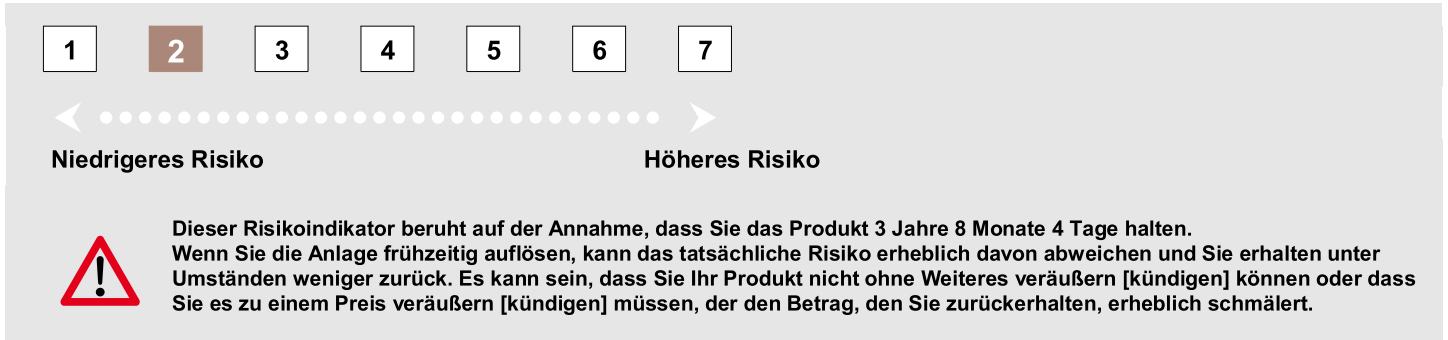 1 2 3 4 5 6 7
Niedrigeres Risiko Höheres Risiko
Dieser Risikoindikator beruht auf der Annahme, dass Sie das Produkt 3 Jahre 8 Monate 4 Tage halten.
Wenn Sie die Anlage frühzeitig auflösen, kann das tatsächliche Risiko erheblich davon abweichen und Sie erhalten unter
Umständen weniger zurück. Es kann sein, dass Sie Ihr Produkt nicht ohne Weiteres veräußern [kündigen] können oder dass
Sie es zu einem Preis veräußern [kündigen] müssen, der den Betrag, den Sie zurückerhalten, erheblich schmälert.